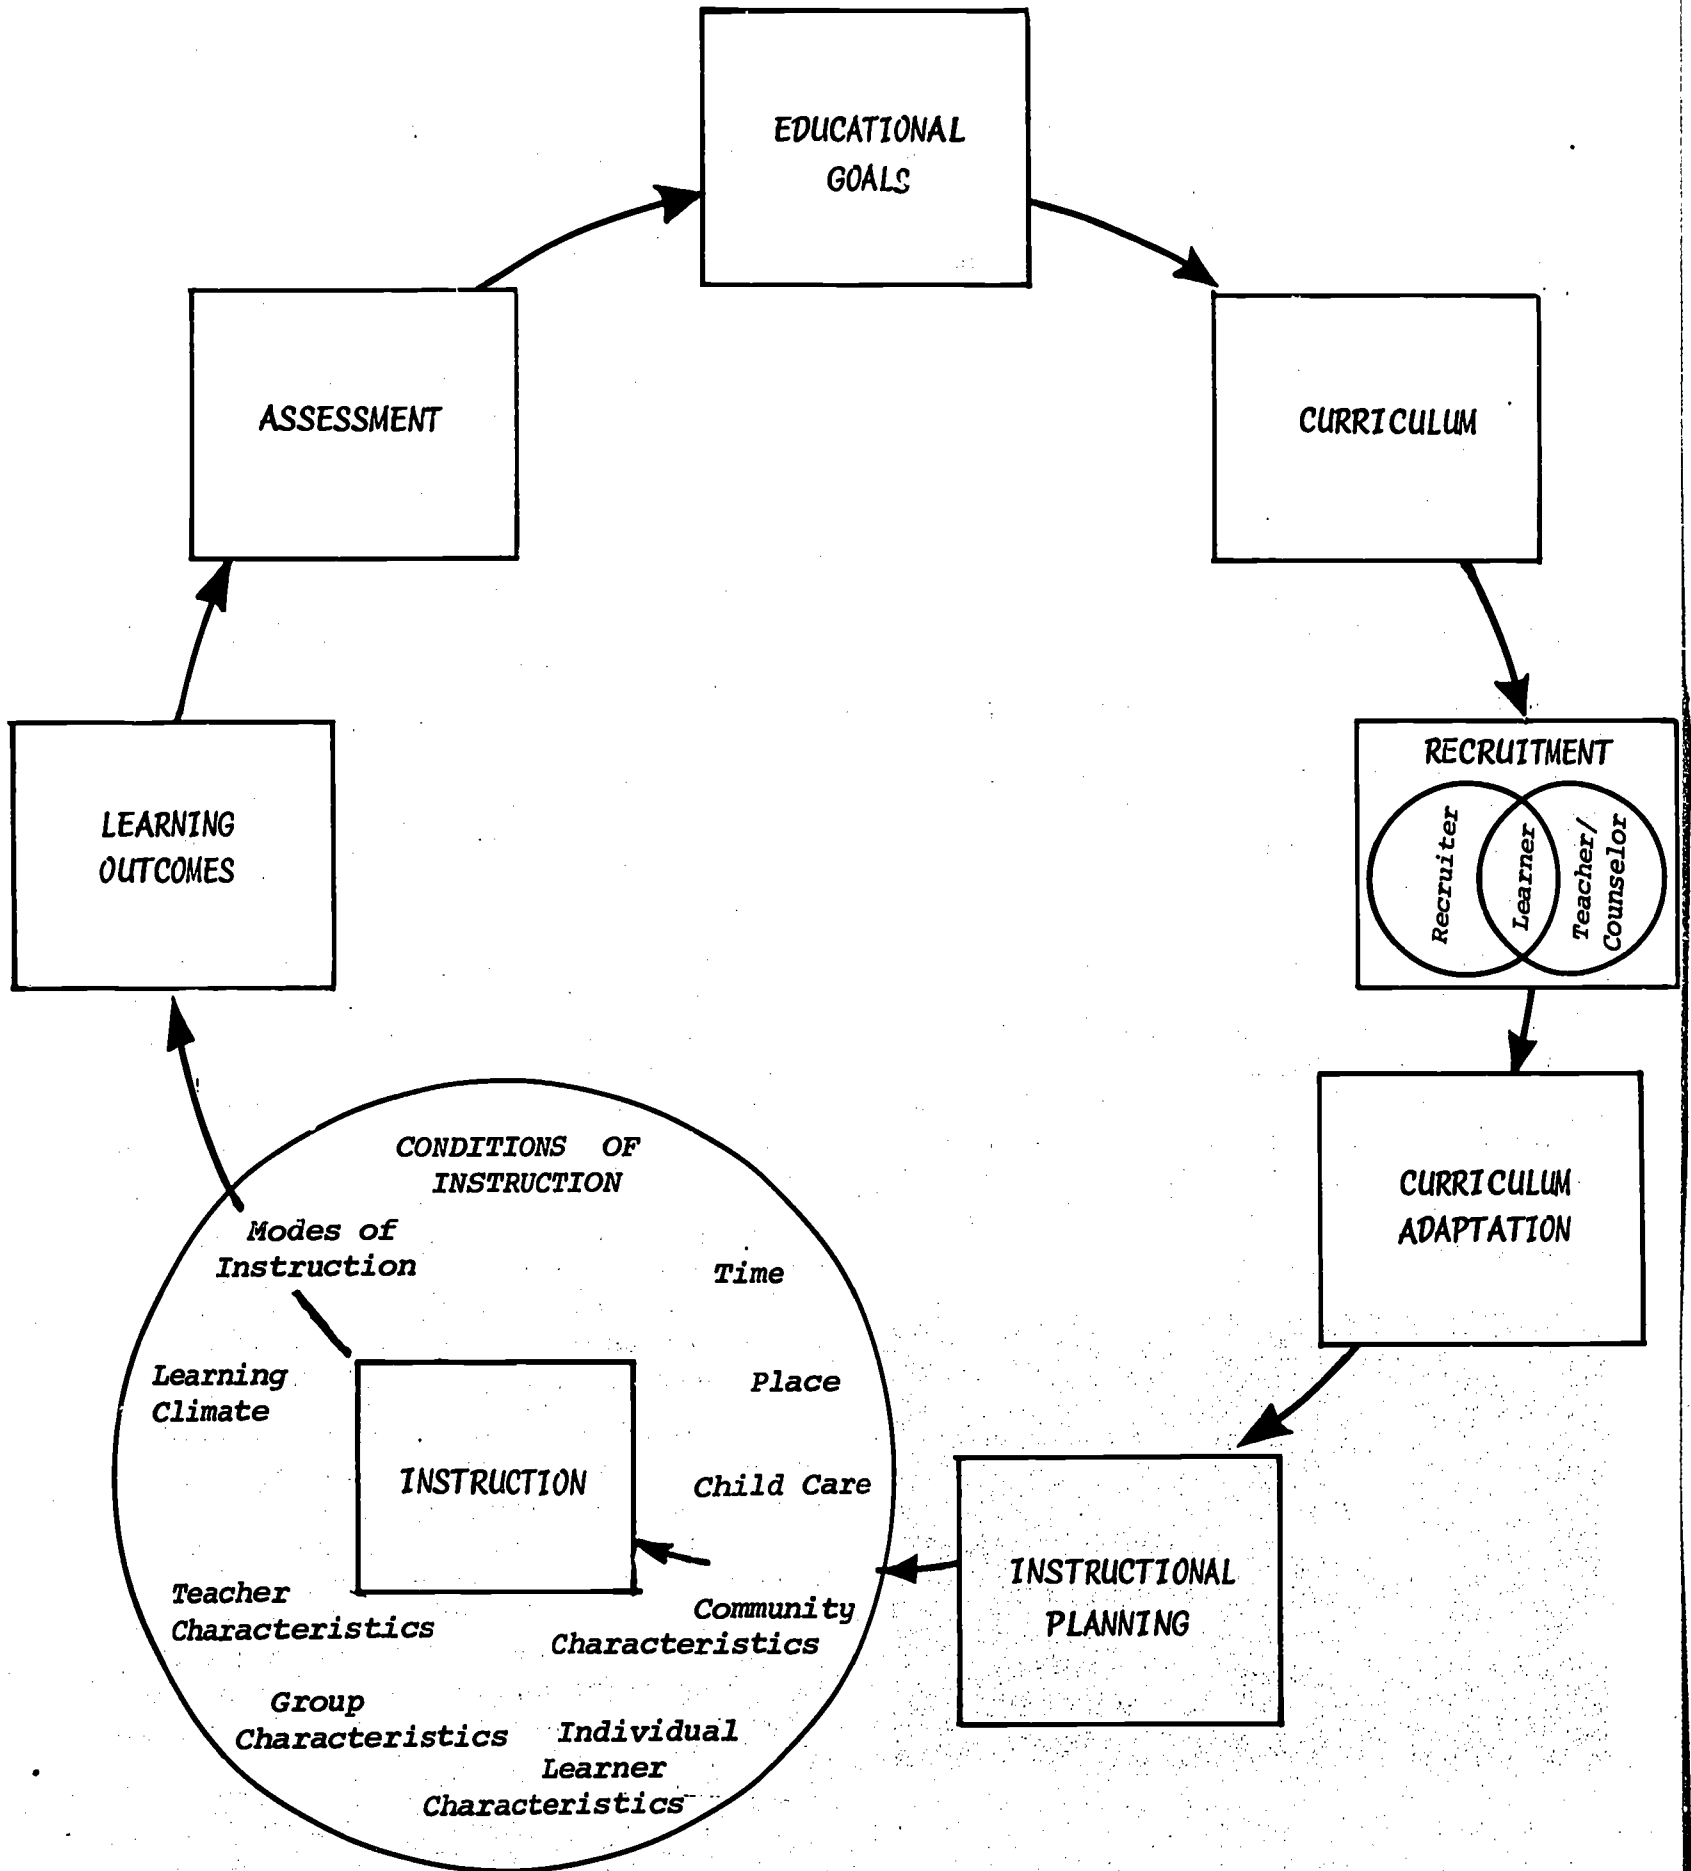 EDUCATIONAL
GOALS
ASSESSMENT
CURRICULUM
RECRUITMENT
Recruiter
Learner
Teacher/
Counselor
LEARNING
OUTCOMES
CURRICULUM
ADAPTATION
CONDITIONS OF
INSTRUCTION
Modes of
Instruction
Time
Learning
Climate
Place
INSTRUCTION
Child Care
INSTRUCTIONAL
PLANNING
Teacher
Characteristics
Community
Characteristics
Group
Characteristics
Individual
Learner
Characteristics